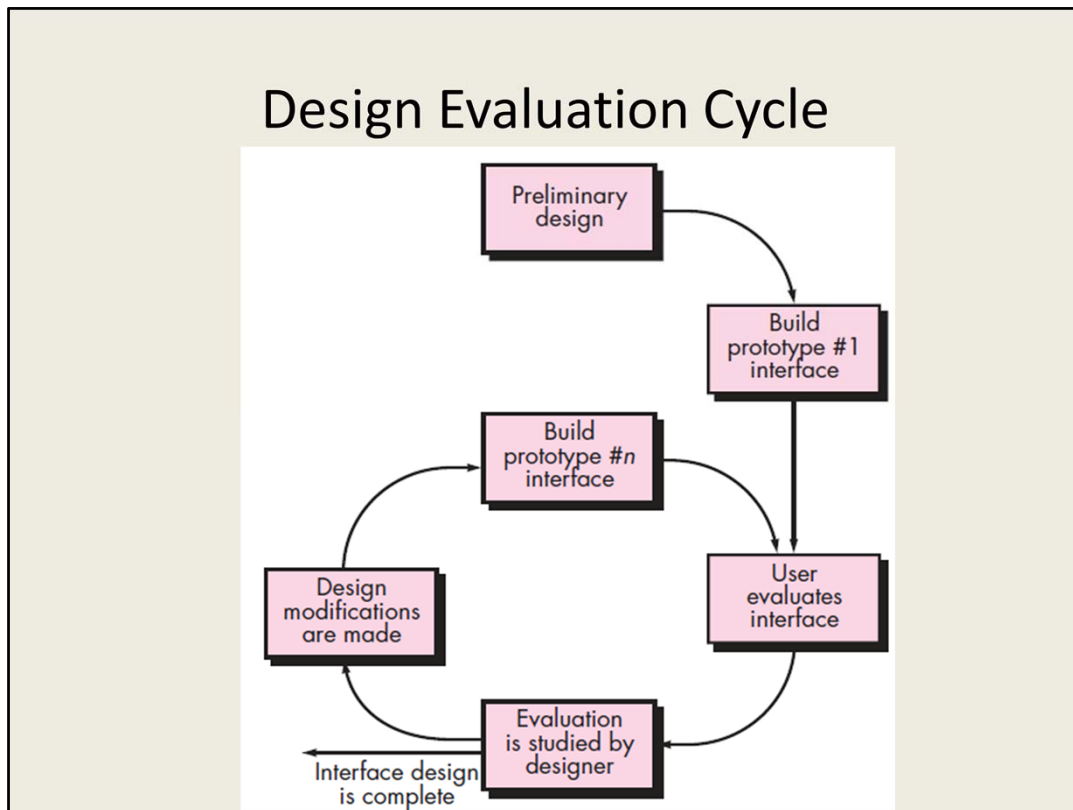 Design Evaluation Cycle
Preliminary
design
Build
prototype #1
interface
Build
prototype #n
interface
User
evaluates
interface
Design
modifications
are made
Evaluation
is studied by
designer
Interface design
is complete